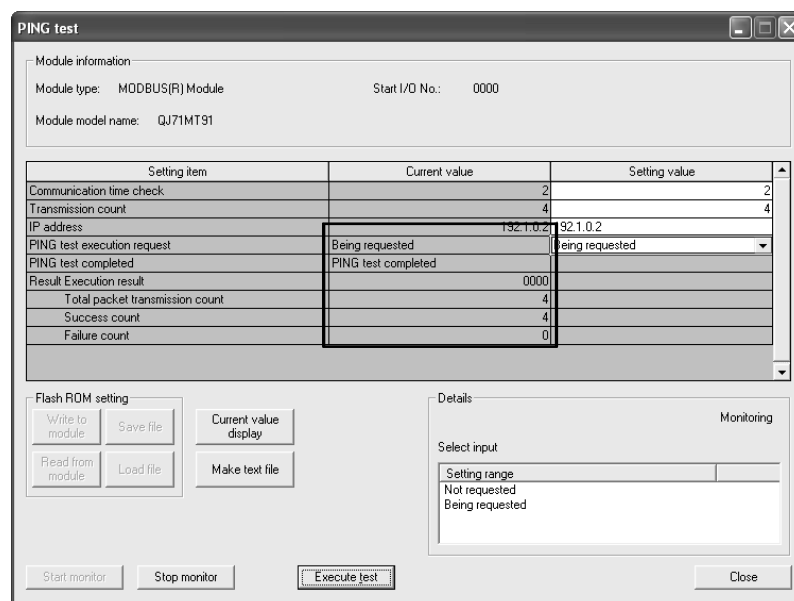 PING test
Module information
Module type: MODBUS(R) Module Start I/O No.: 0000
Module model name: QJ71MT91
Setting item Current value Setting value
Communication time check 2 2
Transmission count 4 4
IP address 192.1.0.2 192.1.0.2
PING test execution request Being requested Being requested
PING test completed PING test completed
Result Execution result 0000
Total packet transmission count 4
Success count 4
Failure count 0
Flash ROM setting
Write to module
Save file
Current value display
Read from module
Load file
Make text file
Details
Monitoring
Select input
Setting range
Not requested
Being requested
Start monitor Stop monitor Execute test Close